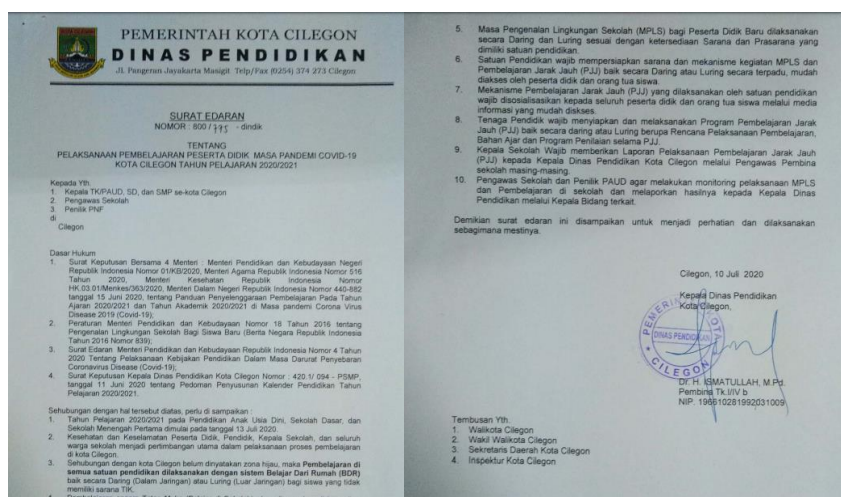 PEMERINTAH KOTA CILEGON
DINAS PENDIDIKAN
Jl. Pangeran Jayakarta Masigit Telp/Fax (0254) 374 273 Cilegon
SURAT EDARAN
NOMOR : 800 / 775 - dindik
TENTANG
PELAKSANAAN PEMBELAJARAN PESERTA DIDIK MASA PANDEMI COVID-19
KOTA CILEGON TAHUN PELAJARAN 2020/2021
Kepada Yth.
1. Kepala TK/PAUD, SD, dan SMP se-kota Cilegon
2. Pengawas Sekolah
3. Penilik PNF
di
Cilegon
Dasar Hukum
1. Surat Keputusan Bersama 4 Menteri : Menteri Pendidikan dan Kebudayaan Negeri
Republik Indonesia Nomor 01/KB/2020, Menteri Agama Republik Indonesia Nomor 516
Tahun 2020, Menteri Kesehatan Republik Indonesia Nomor
HK.03.01/Menkes/363/2020, Menteri Dalam Negeri Republik Indonesia Nomor 440-882
tanggal 15 Juni 2020, tentang Panduan Penyelenggaraan Pembelajaran Pada Tahun
Ajaran 2020/2021 dan Tahun Akademik 2020/2021 di Masa pandemi Corona Virus
Disease 2019 (Covid-19);
2. Peraturan Menteri Pendidikan dan Kebudayaan Nomor 18 Tahun 2016 tentang
Pengenalan Lingkungan Sekolah Bagi Siswa Baru (Berita Negara Republik Indonesia
Tahun 2016 Nomor 839);
3. Surat Edaran Menteri Pendidikan dan Kebudayaan Republik Indonesia Nomor 4 Tahun
2020 Tentang Pelaksanaan Kebijakan Pendidikan Dalam Masa Darurat Penyebaran
Coronavirus Disease (Covid-19);
4. Surat Keputusan Kepala Dinas Pendidikan Kota Cilegon Nomor : 420.1/ 094 - PSMP,
tanggal 11 Juni 2020 tentang Pedoman Penyusunan Kalender Pendidikan Tahun
Pelajaran 2020/2021.
Sehubungan dengan hal tersebut diatas, perlu di sampaikan :
1. Tahun Pelajaran 2020/2021 pada Pendidikan Anak Usia Dini, Sekolah Dasar, dan
Sekolah Menengah Pertama dimulai pada tanggal 13 Juli 2020.
2. Kesehatan dan Keselamatan Peserta Didik, Pendidik, Kepala Sekolah, dan seluruh
warga sekolah menjadi pertimbangan utama dalam pelaksanaan proses pembelajaran
di kota Cilegon.
3. Sehubungan dengan kota Cilegon belum dinyatakan zona hijau, maka Pembelajaran di
semua satuan pendidikan dilaksanakan dengan sistem Belajar Dari Rumah (BDR)
baik secara Daring (Dalam Jaringan) atau Luring (Luar Jaringan) bagi siswa yang tidak
memiliki sarana TIK.
5. Masa Pengenalan Lingkungan Sekolah (MPLS) bagi Peserta Didik Baru dilaksanakan
secara Daring dan Luring sesuai dengan ketersediaan Sarana dan Prasarana yang
dimiliki satuan pendidikan.
6. Satuan Pendidikan wajib mempersiapkan sarana dan mekanisme kegiatan MPLS dan
Pembelajaran Jarak Jauh (PJJ) baik secara Daring atau Luring secara terpadu, mudah
diakses oleh peserta didik dan orang tua siswa.
7. Mekanisme Pembelajaran Jarak Jauh (PJJ) yang dilaksanakan oleh satuan pendidikan
wajib disosialisasikan kepada seluruh peserta didik dan orang tua siswa melalui media
informasi yang mudah diskses.
8. Tenaga Pendidik wajib menyiapkan dan melaksanakan Program Pembelajaran Jarak
Jauh (PJJ) baik secara daring atau Luring berupa Rencana Pelaksanaan Pembelajaran,
Bahan Ajar dan Program Penilaian selama PJJ.
9. Kepala Sekolah Wajib memberikan Laporan Pelaksanaan Pembelajaran Jarak Jauh
(PJJ) kepada Kepala Dinas Pendidikan Kota Cilegon melalui Pengawas Pembina
sekolah masing-masing.
10. Pengawas Sekolah dan Penilik PAUD agar melakukan monitoring pelaksanaan MPLS
dan Pembelajaran di sekolah dan melaporkan hasilnya kepada Kepala Dinas
Pendidikan melalui Kepala Bidang terkait.
Demikian surat edaran ini disampaikan untuk menjadi perhatian dan dilaksanakan
sebagimana mestinya.
Cilegon, 10 Juli 2020
Kepala Dinas Pendidikan
Kota Cilegon,
PEMERINTAH KOTA
DINAS PENDIDIKAN
CILEGON
Dr. H. ISMATULLAH, M.Pd.
Pembina Tk.I/IV b
NIP. 196610281992031009
Tembusan Yth.
1. Walikota Cilegon
2. Wakil Walikota Cilegon
3. Sekretaris Daerah Kota Cilegon
4. Inspektur Kota Cilegon